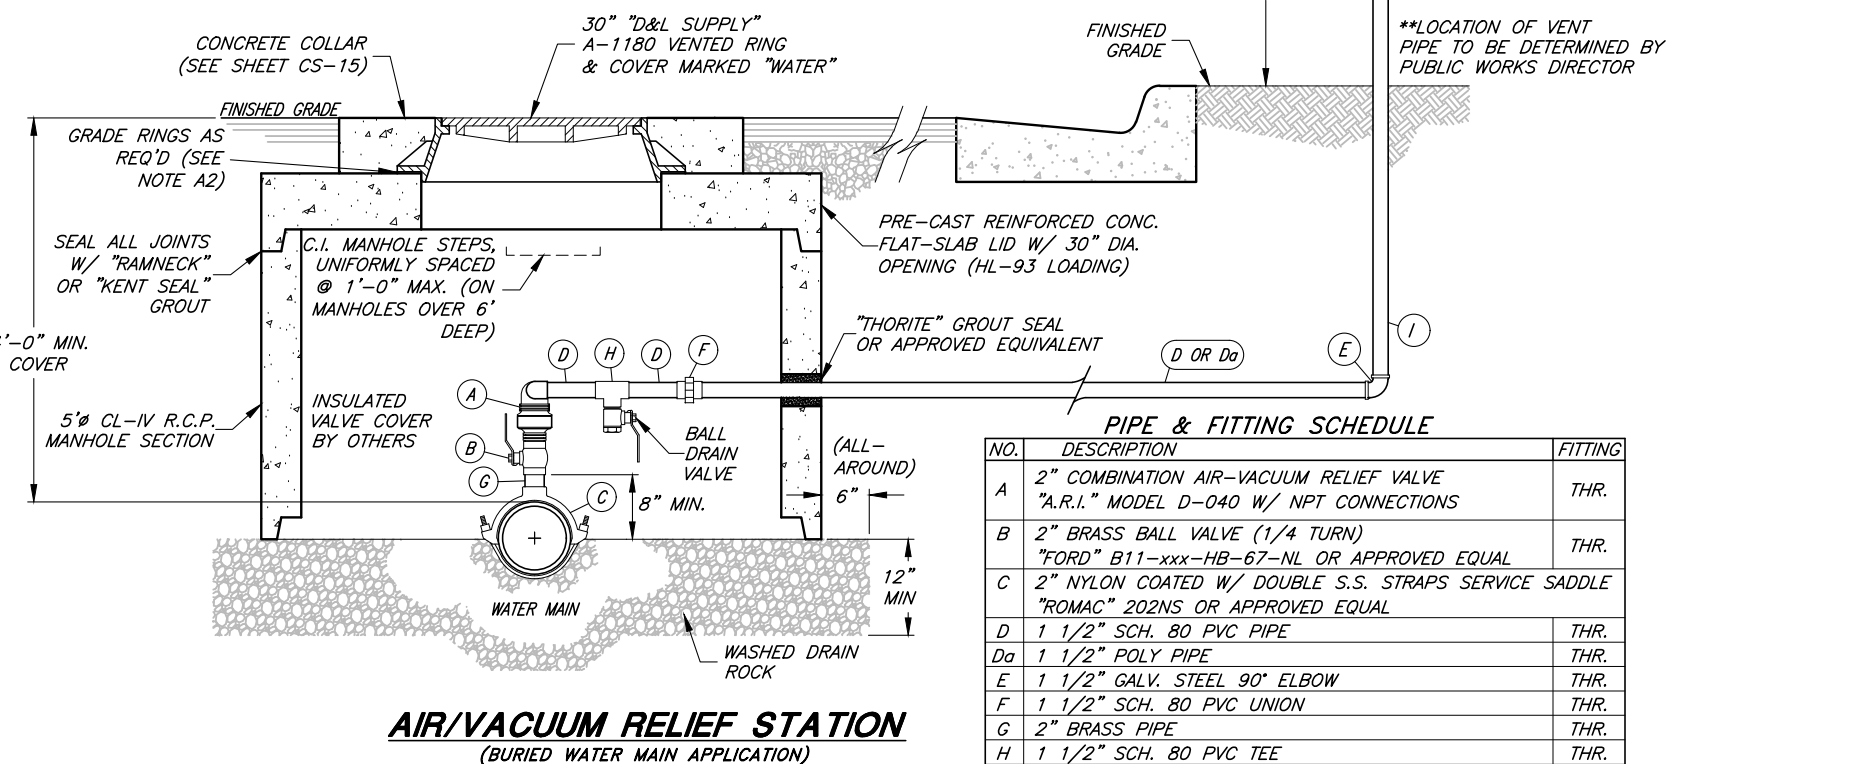 CONCRETE COLLAR
(SEE SHEET CS-15)
30" "D&L SUPPLY"
A-1180 VENTED RING
& COVER MARKED "WATER"
FINISHED
GRADE
**LOCATION OF VENT
PIPE TO BE DETERMINED BY
PUBLIC WORKS DIRECTOR
FINISHED GRADE
GRADE RINGS AS
REQ'D (SEE
NOTE A2)
SEAL ALL JOINTS
W/ "RAMNECK"
OR "KENT SEAL"
GROUT
C.I. MANHOLE STEPS,
UNIFORMLY SPACED
@ 1'-0" MAX. (ON
MANHOLES OVER 6'
DEEP)
PRE-CAST REINFORCED CONC.
FLAT-SLAB LID W/ 30" DIA.
OPENING (HL-93 LOADING)
"THORITE" GROUT SEAL
OR APPROVED EQUIVALENT
'-0" MIN.
COVER
5'ø CL-IV R.C.P.
MANHOLE SECTION
INSULATED
VALVE COVER
BY OTHERS
A
B
G
C
D
H
D
F
D OR Da
E
I
BALL
DRAIN
VALVE
8" MIN.
(ALL-
AROUND)
6"
12"
MIN
WATER MAIN
WASHED DRAIN
ROCK
AIR/VACUUM RELIEF STATION
(BURIED WATER MAIN APPLICATION)
PIPE & FITTING SCHEDULE
NO. DESCRIPTION FITTING
A 2" COMBINATION AIR-VACUUM RELIEF VALVE
"A.R.I." MODEL D-040 W/ NPT CONNECTIONS THR.
B 2" BRASS BALL VALVE (1/4 TURN)
"FORD" B11-xxx-HB-67-NL OR APPROVED EQUAL THR.
C 2" NYLON COATED W/ DOUBLE S.S. STRAPS SERVICE SADDLE
"ROMAC" 202NS OR APPROVED EQUAL
D 1 1/2" SCH. 80 PVC PIPE THR.
Da 1 1/2" POLY PIPE THR.
E 1 1/2" GALV. STEEL 90° ELBOW THR.
F 1 1/2" SCH. 80 PVC UNION THR.
G 2" BRASS PIPE THR.
H 1 1/2" SCH. 80 PVC TEE THR.